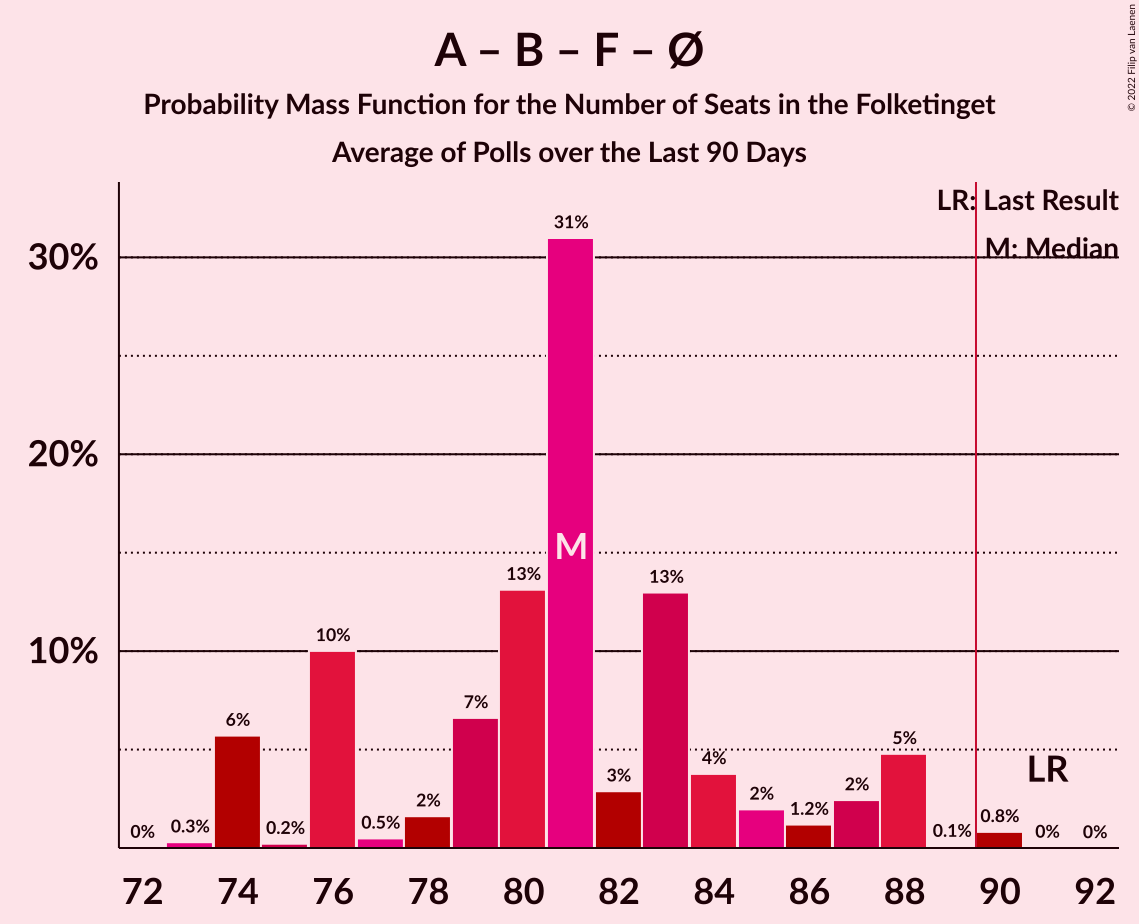 A – B – F – Ø
Probability Mass Function for the Number of Seats in the Folketinget
Average of Polls over the Last 90 Days
© 2022 Filip van Laenen
LR: Last Result
M: Median
30%
20%
10%
0% 0.3% 6% 0.2% 10% 0.5% 2% 7% 13% 31% 3% 13% 4% 2% 1.2% 2% 5% 0.1% 0.8% 0% 0%
M
LR
72 74 76 78 80 82 84 86 88 90 92